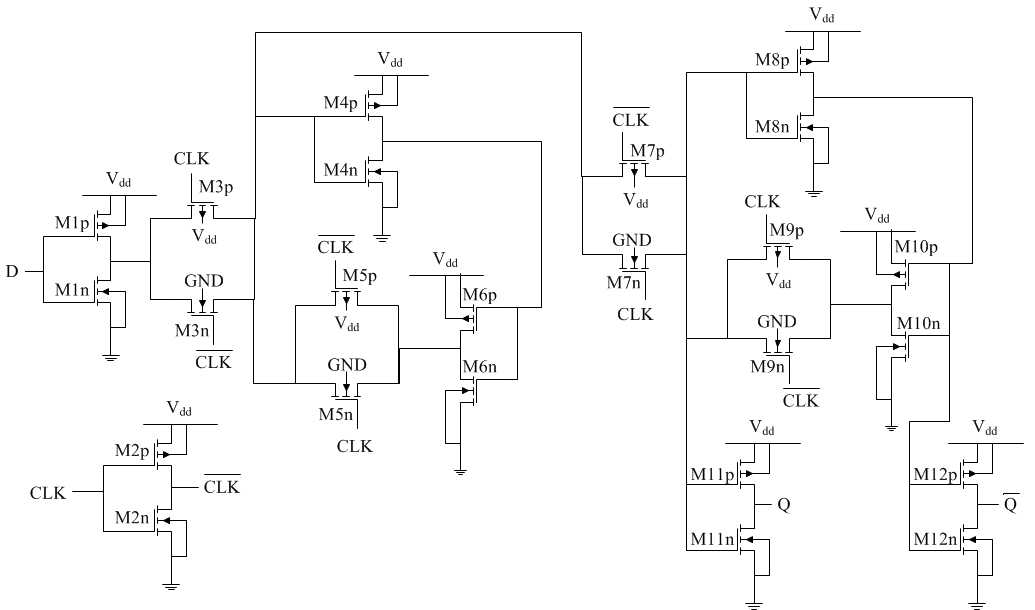 Vdd
M8p
M8n
Vdd
M4p
M4n
CLK
M7p
Vdd
GND
M7n
CLK
CLK
M3p
Vdd
GND
M3n
CLK
Vdd
M1p
M1n
D
CLK
M5p
Vdd
GND
M5n
CLK
Vdd
M6p
M6n
CLK
M9p
Vdd
GND
M9n
CLK
Vdd
M10p
M10n
Vdd
M2p
M2n
CLK
CLK
Vdd
M11p
M11n
Q
Vdd
M12p
M12n
Q